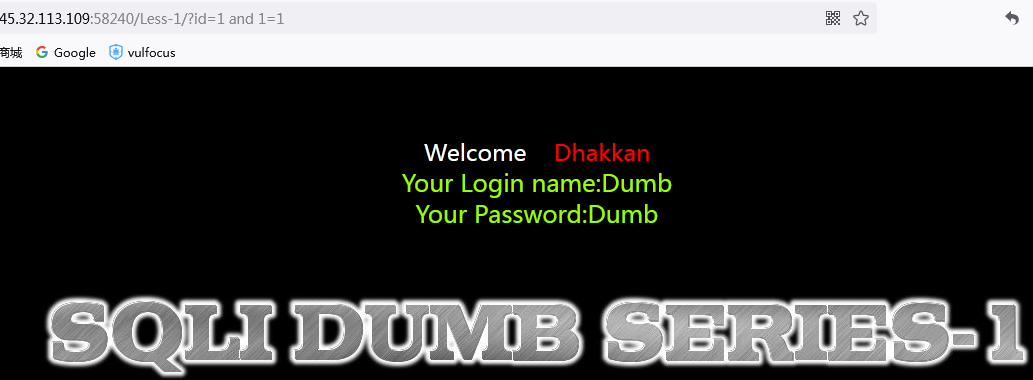 45.32.113.109:58240/Less-1/?id=1 and 1=1
商城 Google vulfocus
Welcome Dhakkan
Your Login name:Dumb
Your Password:Dumb
SQLI DUMB SERIES-1